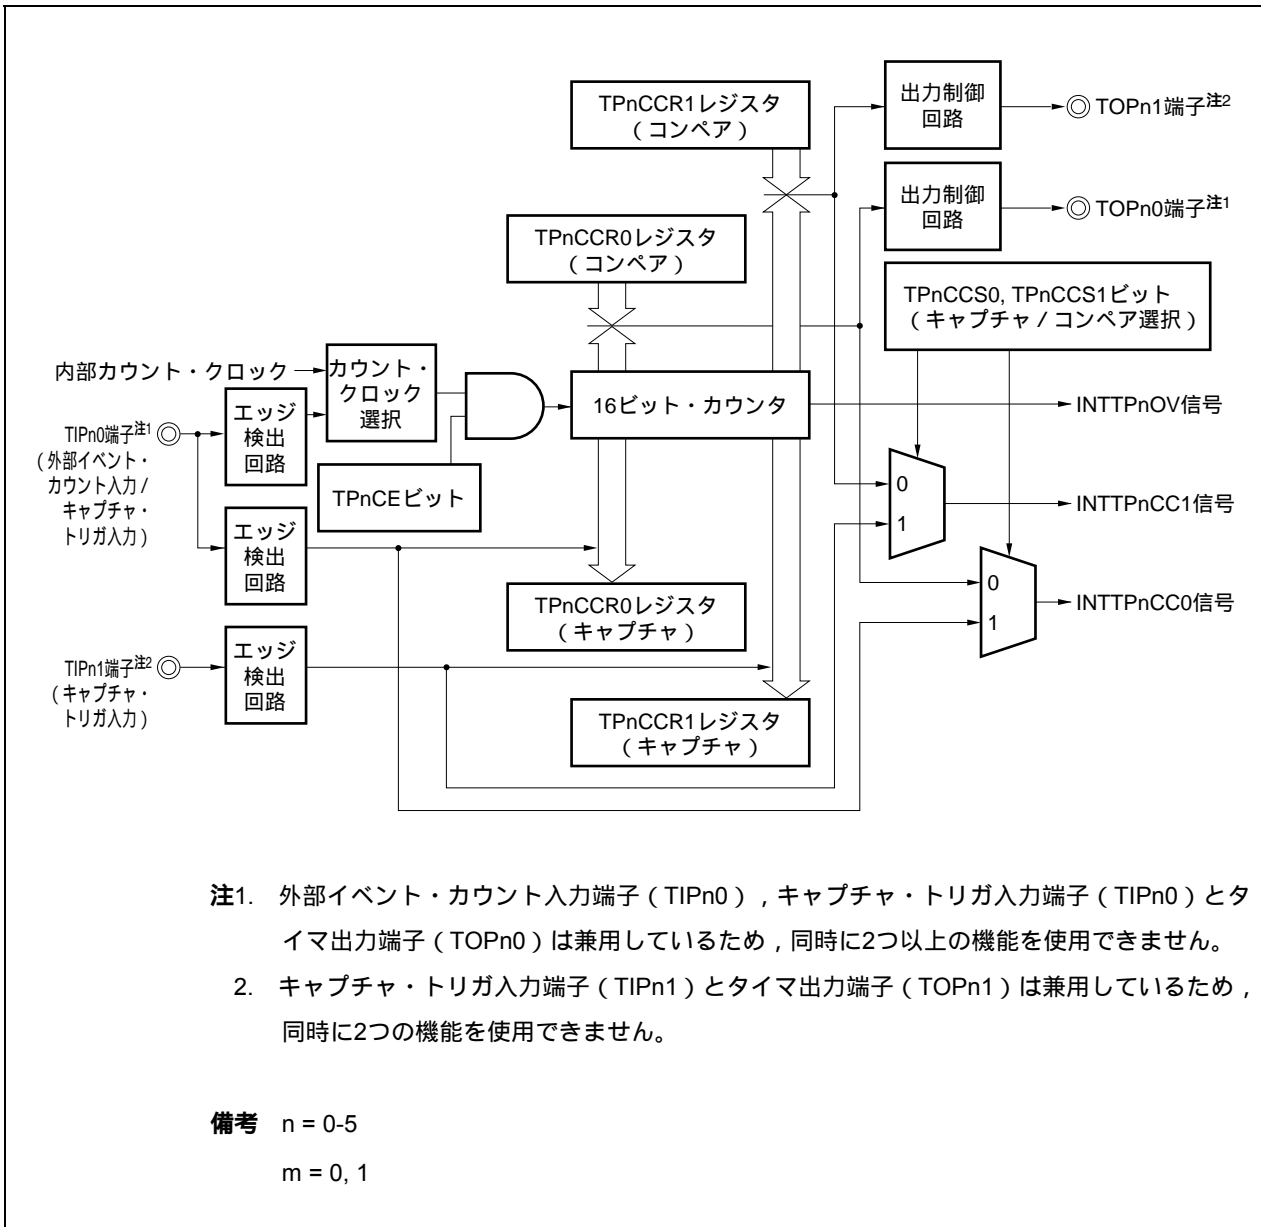 TPnCCR1レジスタ
（コンペア）
出力制御
回路
TOPn1端子注2
出力制御
回路
TOPn0端子注1
TPnCCR0レジスタ
（コンペア）
TPnCCS0, TPnCCS1ビット
（キャプチャ／コンペア選択）
内部カウント・クロック
カウント・
クロック
選択
16ビット・カウンタ
INTTPnOV信号
TIPn0端子注1
（外部イベント・
カウント入力／
キャプチャ・
トリガ入力）
エッジ
検出
回路
TPnCEビット
0
1
INTTPnCC1信号
エッジ
検出
回路
TPnCCR0レジスタ
（キャプチャ）
0
1
INTTPnCC0信号
TIPn1端子注2
（キャプチャ・
トリガ入力）
エッジ
検出
回路
TPnCCR1レジスタ
（キャプチャ）
注1. 外部イベント・カウント入力端子（TIPn0），キャプチャ・トリガ入力端子（TIPn0）とタ
イマ出力端子（TOPn0）は兼用しているため，同時に2つ以上の機能を使用できません。
2. キャプチャ・トリガ入力端子（TIPn1）とタイマ出力端子（TOPn1）は兼用しているため，
同時に2つの機能を使用できません。
備考 n = 0-5
m = 0, 1